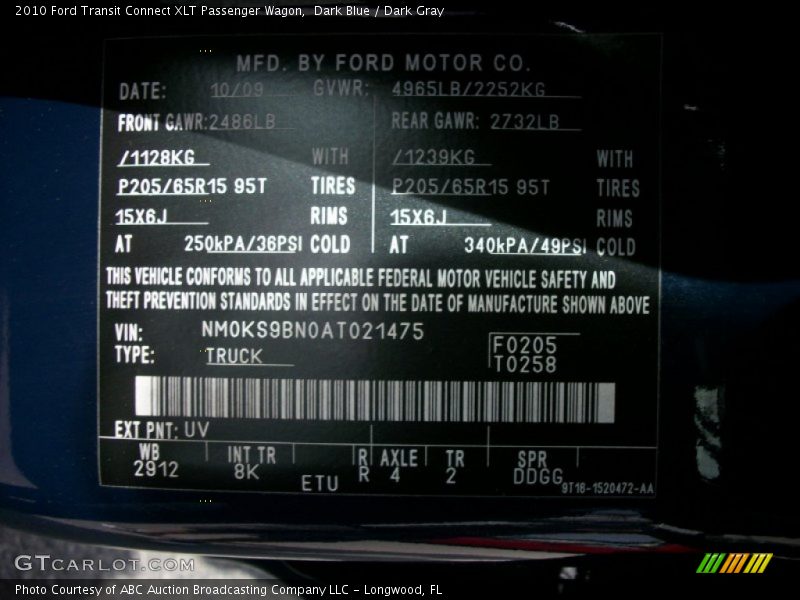 2010 Ford Transit Connect XLT Passenger Wagon, Dark Blue / Dark Gray
MFD. BY FORD MOTOR CO.
DATE: 10/09 GVWR: 4965LB/2252KG
FRONT GAWR: 2486LB REAR GAWR: 2732LB
/1128KG WITH /1239KG WITH
P205/65R15 95T TIRES P205/65R15 95T TIRES
15X6J RIMS 15X6J RIMS
AT 250kPA/36PSI COLD AT 340kPA/49PSI COLD
THIS VEHICLE CONFORMS TO ALL APPLICABLE FEDERAL MOTOR VEHICLE SAFETY AND
THEFT PREVENTION STANDARDS IN EFFECT ON THE DATE OF MANUFACTURE SHOWN ABOVE
VIN: NM0KS9BN0AT021475
F0205
TYPE: TRUCK
T0258
EXT PNT: UV
WB INT TR R AXLE TR SPR
2912 8K ETU R 4 2 DDGG
9T16-1520472-AA
GTCARLOT.COM
Photo Courtesy of ABC Auction Broadcasting Company LLC - Longwood, FL